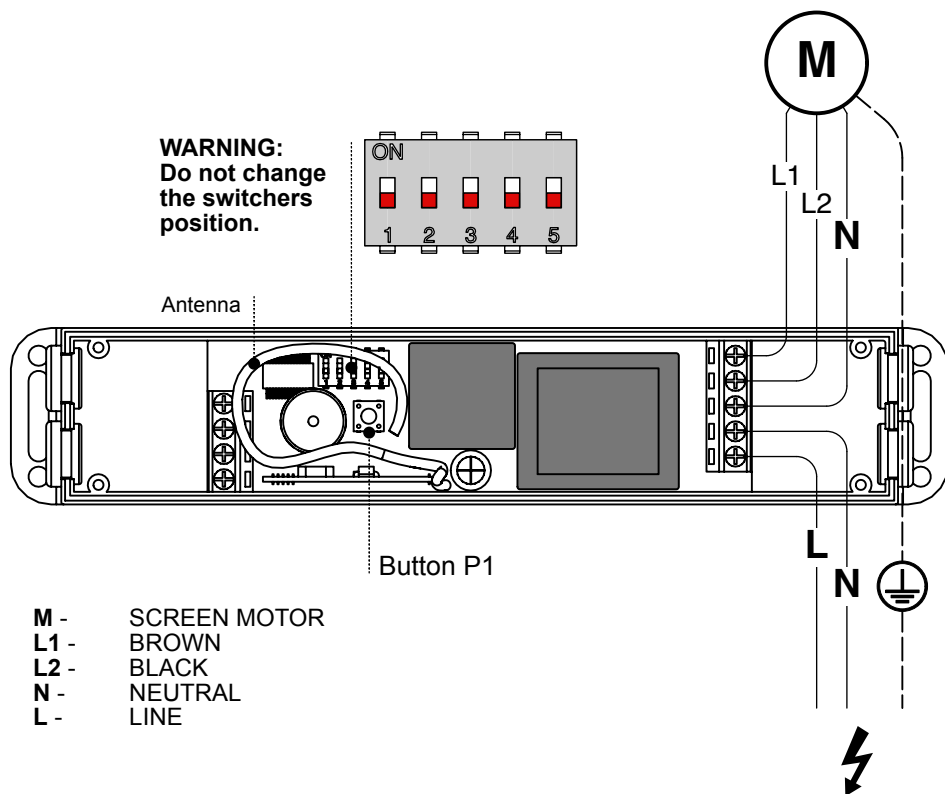 M
WARNING:
Do not change
the switchers
position.
ON
1 2 3 4 5
L1
L2
N
Antenna
L
N
Button P1
M - SCREEN MOTOR
L1 - BROWN
L2 - BLACK
N - NEUTRAL
L - LINE